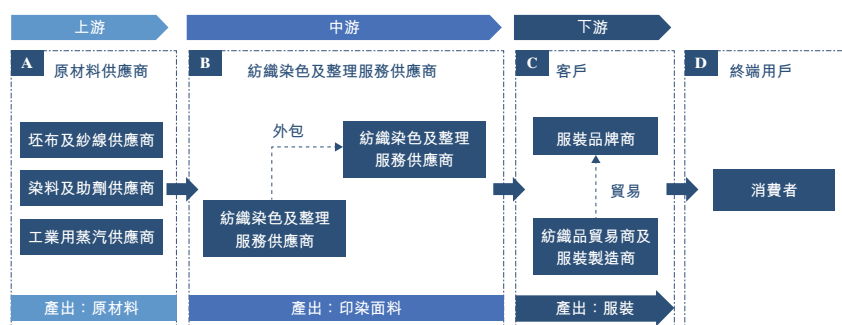 上游
中游
下游
A
原材料供應商
B
紡織染色及整理服務供應商
C
客戶
D
終端用戶
坯布及紗線供應商
染料及助劑供應商
工業用蒸汽供應商
外包
紡織染色及整理
服務供應商
紡織染色及整理
服務供應商
服裝品牌商
貿易
紡織品貿易商及
服裝製造商
消費者
產出：原材料
產出：印染面料
產出：服裝